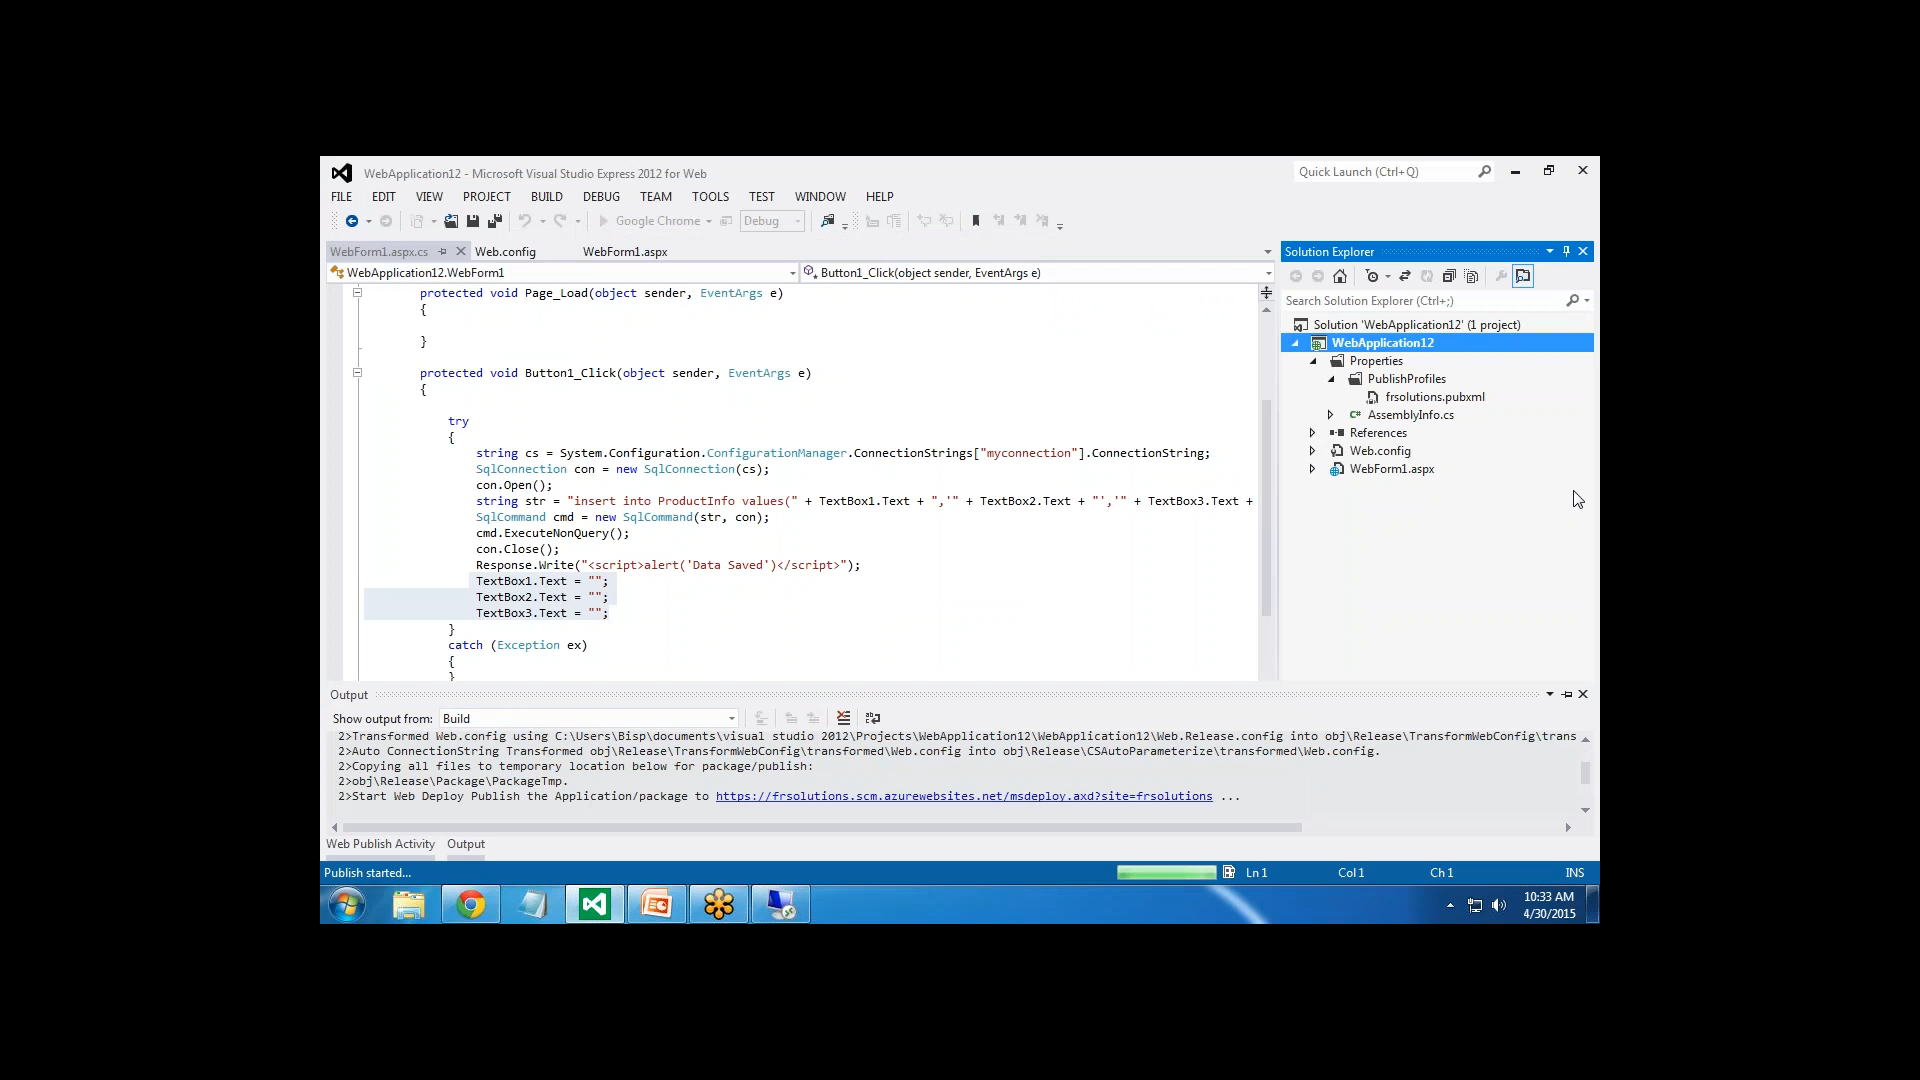 WebApplication12 - Microsoft Visual Studio Express 2012 for Web
Quick Launch (Ctrl+Q)
FILE EDIT VIEW PROJECT BUILD DEBUG TEAM TOOLS TEST WINDOW HELP
Google Chrome Debug
WebForm1.aspx.cs Web.config WebForm1.aspx
WebApplication12.WebForm1 Button1_Click(object sender, EventArgs e)
protected void Page_Load(object sender, EventArgs e)
{
}
protected void Button1_Click(object sender, EventArgs e)
{
try
{
string cs = System.Configuration.ConfigurationManager.ConnectionStrings["myconnection"].ConnectionString;
SqlConnection con = new SqlConnection(cs);
con.Open();
string str = "insert into ProductInfo values(" + TextBox1.Text + ",'" + TextBox2.Text + "','" + TextBox3.Text +
SqlCommand cmd = new SqlCommand(str, con);
cmd.ExecuteNonQuery();
con.Close();
Response.Write("<script>alert('Data Saved')</script>");
TextBox1.Text = "";
TextBox2.Text = "";
TextBox3.Text = "";
}
catch (Exception ex)
{
}
Solution Explorer
Search Solution Explorer (Ctrl+;)
Solution 'WebApplication12' (1 project)
WebApplication12
Properties
PublishProfiles
frsolutions.pubxml
C# AssemblyInfo.cs
References
Web.config
WebForm1.aspx
Output
Show output from: Build
2>Transformed Web.config using C:\Users\Bisp\documents\visual studio 2012\Projects\WebApplication12\WebApplication12\Web.Release.config into obj\Release\TransformWebConfig\trans
2>Auto ConnectionString Transformed obj\Release\TransformWebConfig\transformed\Web.config into obj\Release\CSAutoParameterize\transformed\Web.config.
2>Copying all files to temporary location below for package/publish:
2>obj\Release\Package\PackageTmp.
2>Start Web Deploy Publish the Application/package to https://frsolutions.scm.azurewebsites.net/msdeploy.axd?site=frsolutions ...
Web Publish Activity Output
Publish started... Ln 1 Col 1 Ch 1 INS
10:33 AM
4/30/2015